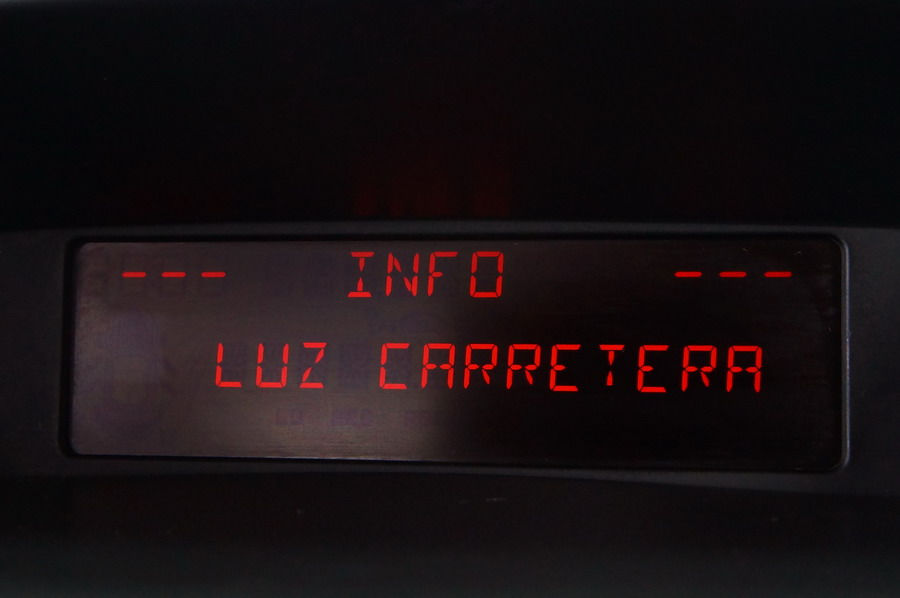 --- INFO ---
LUZ CARRETERA